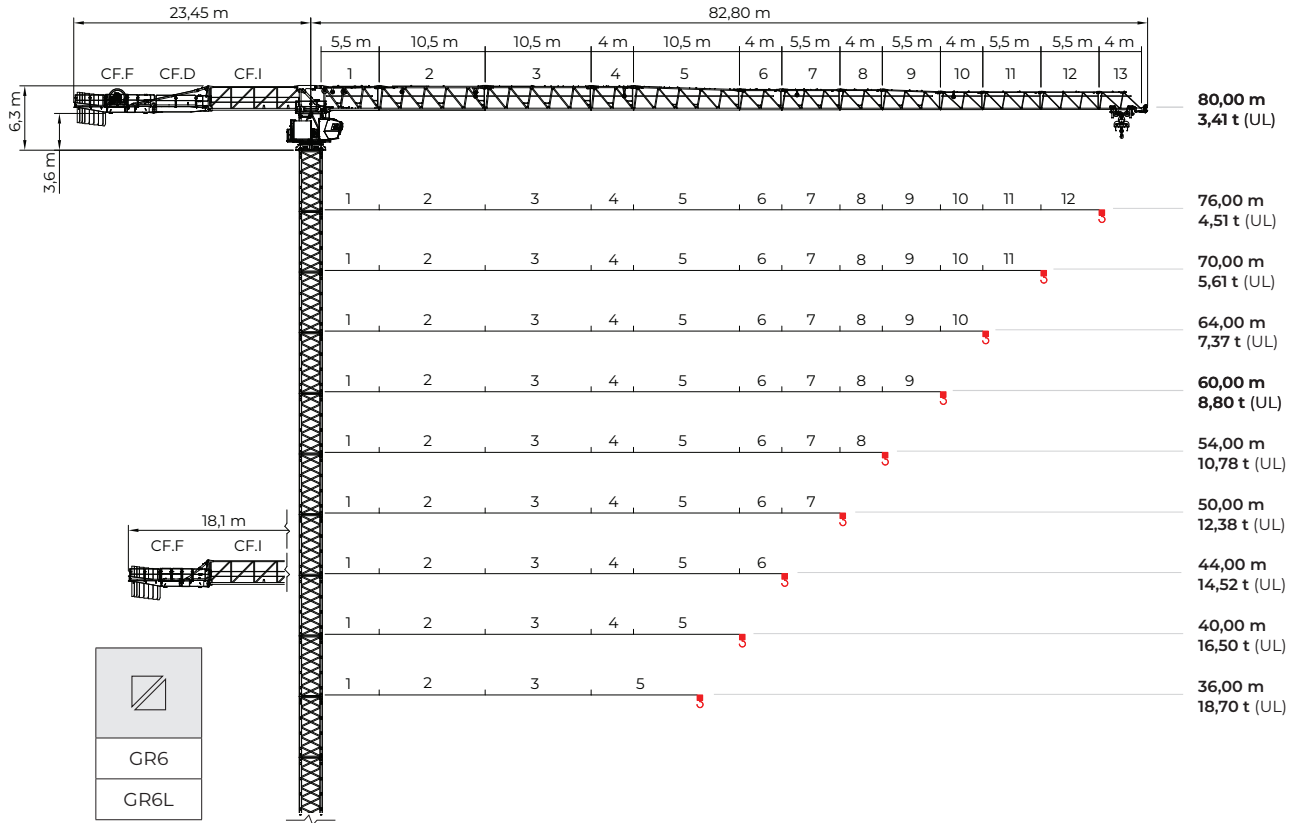 23,45 m 82,80 m
5,5 m 10,5 m 10,5 m 4 m 10,5 m 4 m 5,5 m 4 m 5,5 m 4 m 5,5 m 5,5 m 4 m
CF.F CF.D CF.I 1 2 3 4 5 6 7 8 9 10 11 12 13
6,3 m
3,6 m
80,00 m
3,41 t (UL)
1 2 3 4 5 6 7 8 9 10 11 12
76,00 m
4,51 t (UL)
1 2 3 4 5 6 7 8 9 10 11
70,00 m
5,61 t (UL)
1 2 3 4 5 6 7 8 9 10
64,00 m
7,37 t (UL)
1 2 3 4 5 6 7 8 9
60,00 m
8,80 t (UL)
1 2 3 4 5 6 7 8
54,00 m
10,78 t (UL)
1 2 3 4 5 6 7
50,00 m
12,38 t (UL)
18,1 m
CF.F CF.I
1 2 3 4 5 6
44,00 m
14,52 t (UL)
1 2 3 4 5
40,00 m
16,50 t (UL)
1 2 3 5
36,00 m
18,70 t (UL)
GR6
GR6L